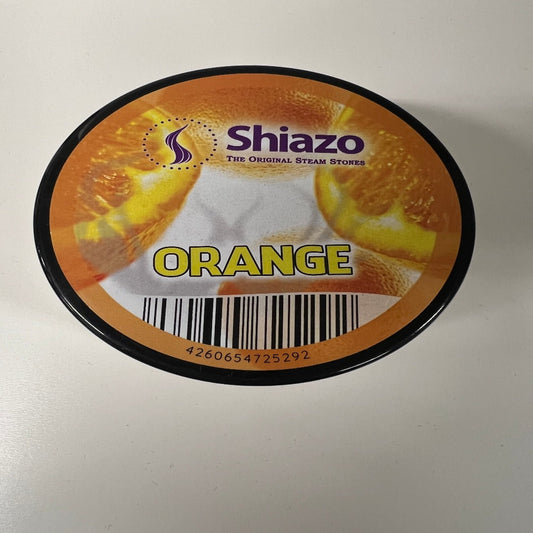 Shiazo
The Original Steam Stones
ORANGE
4260654725292